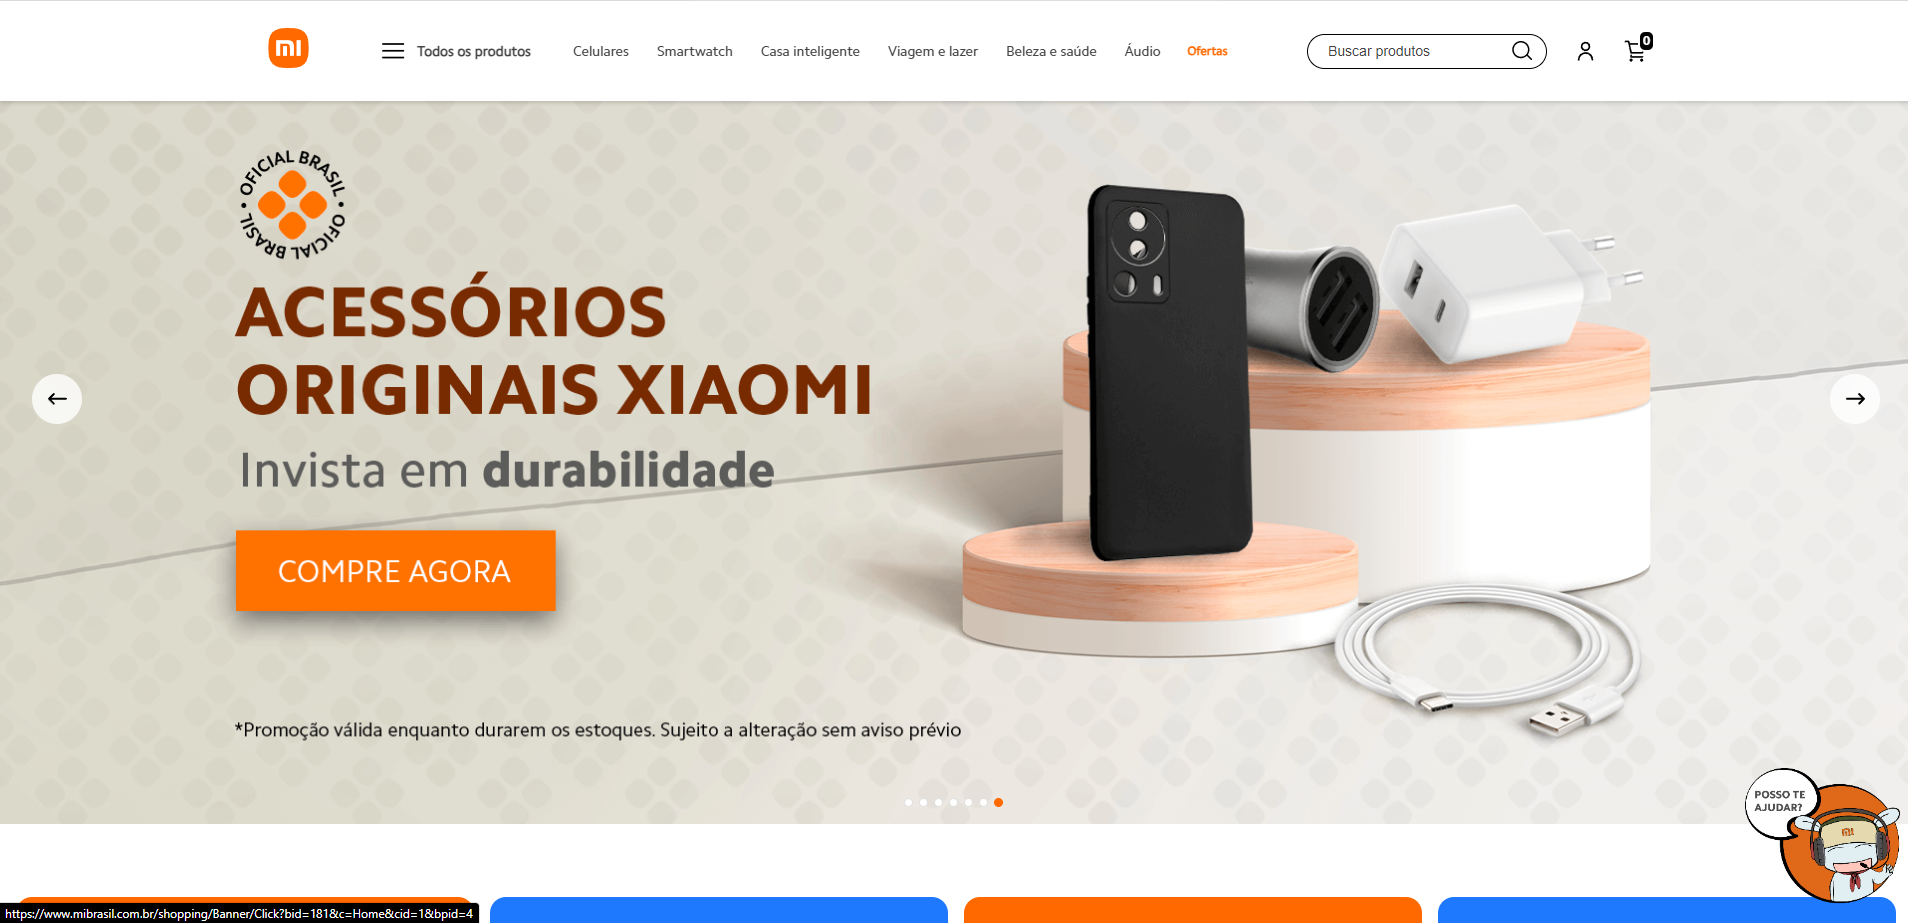 mi
Todos os produtos
Celulares
Smartwatch
Casa inteligente
Viagem e lazer
Beleza e saúde
Áudio
Ofertas
Buscar produtos
0
OFICIAL BRASIL • OFICIAL BRASIL •
ACESSÓRIOS
ORIGINAIS XIAOMI
Invista em durabilidade
COMPRE AGORA
*Promoção válida enquanto durarem os estoques. Sujeito a alteração sem aviso prévio
POSSO TE
AJUDAR?
mi
https://www.mibrasil.com.br/shopping/Banner/Click?bid=181&c=Home&cid=1&bpid=4